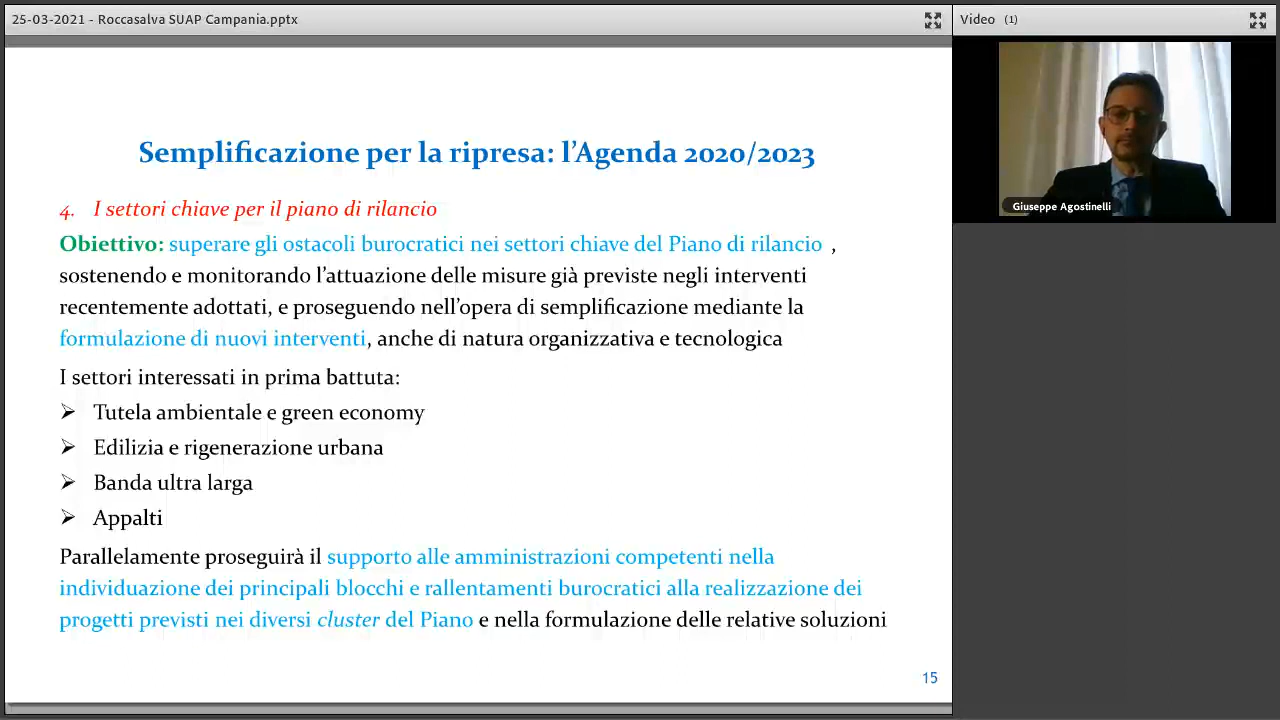 25-03-2021 - Roccasalva SUAP Campania.pptx
Video (1)
Giuseppe Agostinelli
Semplificazione per la ripresa: l’Agenda 2020/2023
4. I settori chiave per il piano di rilancio
Obiettivo: superare gli ostacoli burocratici nei settori chiave del Piano di rilancio ,
sostenendo e monitorando l’attuazione delle misure già previste negli interventi
recentemente adottati, e proseguendo nell’opera di semplificazione mediante la
formulazione di nuovi interventi, anche di natura organizzativa e tecnologica
I settori interessati in prima battuta:
➢ Tutela ambientale e green economy
➢ Edilizia e rigenerazione urbana
➢ Banda ultra larga
➢ Appalti
Parallelamente proseguirà il supporto alle amministrazioni competenti nella
individuazione dei principali blocchi e rallentamenti burocratici alla realizzazione dei
progetti previsti nei diversi cluster del Piano e nella formulazione delle relative soluzioni
15